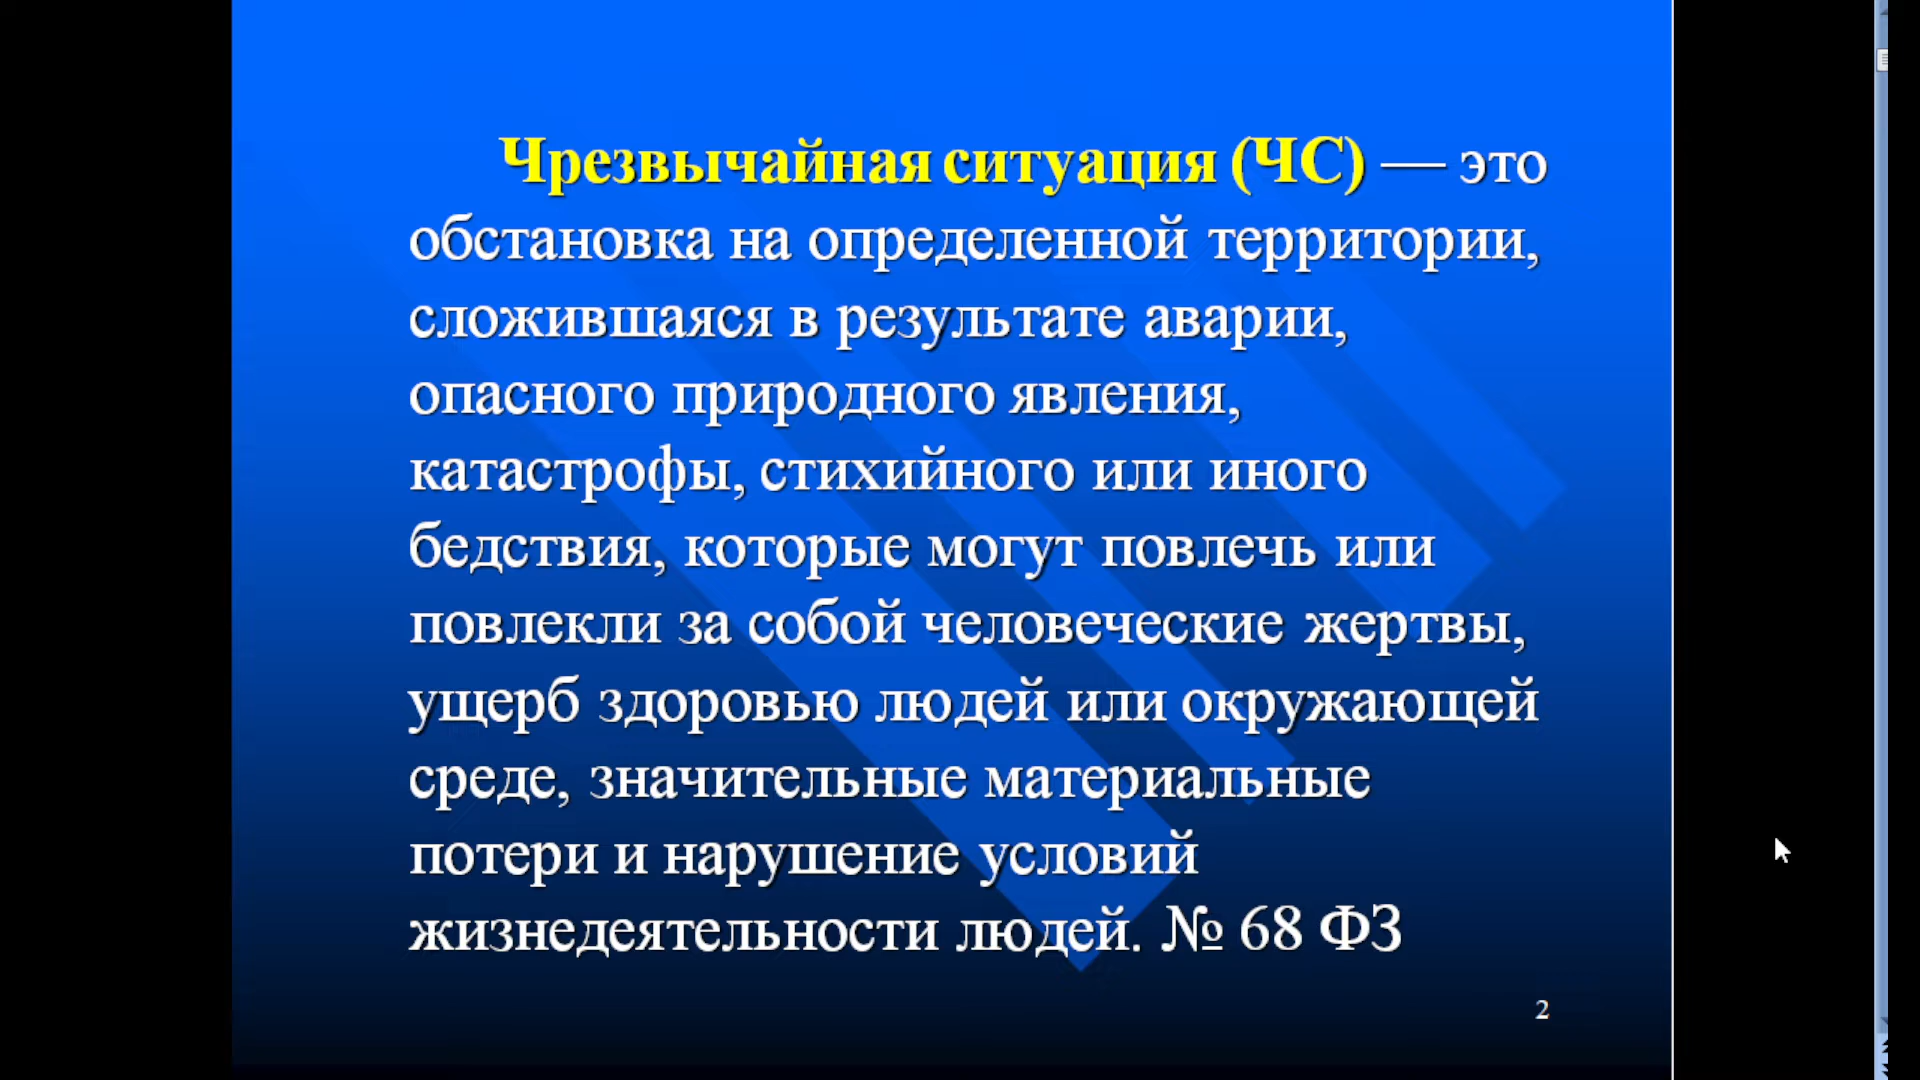 Чрезвычайная ситуация (ЧС) — это
обстановка на определенной территории,
сложившаяся в результате аварии,
опасного природного явления,
катастрофы, стихийного или иного
бедствия, которые могут повлечь или
повлекли за собой человеческие жертвы,
ущерб здоровью людей или окружающей
среде, значительные материальные
потери и нарушение условий
жизнедеятельности людей. № 68 ФЗ
2